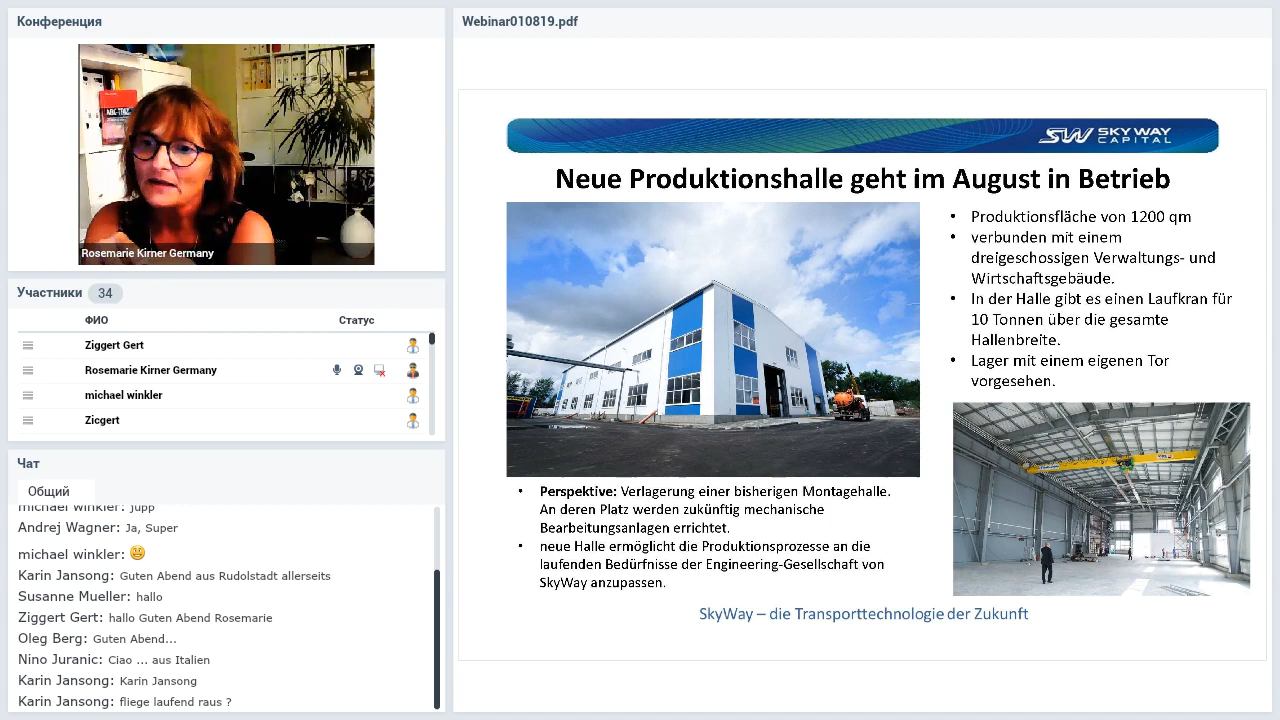 Конференция
Rosemarie Kirner Germany
Участники 34
ФИО Статус
Ziggert Gert
Rosemarie Kirner Germany
michael winkler
Zicgert
Чат
Общий
michael winkler: jupp
Andrej Wagner: Ja, Super
michael winkler:
Karin Jansong: Guten Abend aus Rudolstadt allerseits
Susanne Mueller: hallo
Ziggert Gert: hallo Guten Abend Rosemarie
Oleg Berg: Guten Abend...
Nino Juranic: Ciao ... aus Italien
Karin Jansong: Karin Jansong
Karin Jansong: fliege laufend raus ?
Webinar010819.pdf
SW SKY WAY
CAPITAL
Neue Produktionshalle geht im August in Betrieb
• Produktionsfläche von 1200 qm
• verbunden mit einem
dreigeschossigen Verwaltungs- und
Wirtschaftsgebäude.
• In der Halle gibt es einen Laufkran für
10 Tonnen über die gesamte
Hallenbreite.
• Lager mit einem eigenen Tor
vorgesehen.
• Perspektive: Verlagerung einer bisherigen Montagehalle.
An deren Platz werden zukünftig mechanische
Bearbeitungsanlagen errichtet.
• neue Halle ermöglicht die Produktionsprozesse an die
laufenden Bedürfnisse der Engineering-Gesellschaft von
SkyWay anzupassen.
SkyWay – die Transporttechnologie der Zukunft